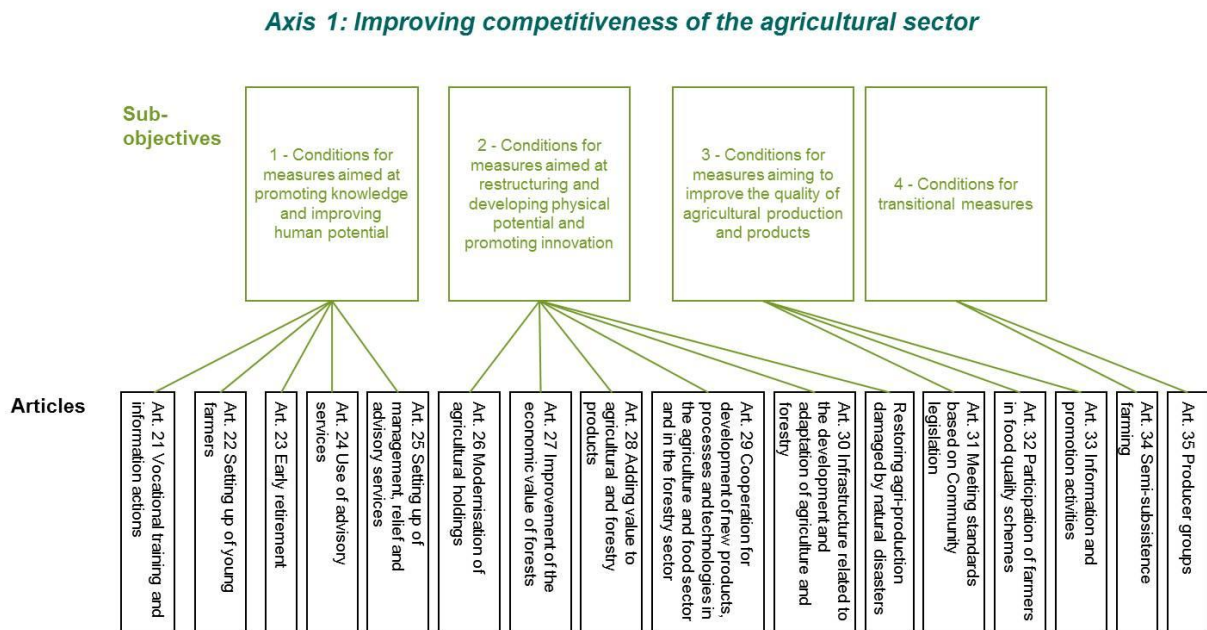 Axis 1: Improving competitiveness of the agricultural sector
Sub-
objectives
1 - Conditions for
measures aimed at
promoting knowledge
and improving
human potential
2 - Conditions for
measures aimed at
restructuring and
developing physical
potential and
promoting innovation
3 - Conditions for
measures aiming to
improve the quality of
agricultural production
and products
4 - Conditions for
transitional measures
Articles
Art. 21 Vocational training and
information actions
Art. 22 Setting up of young
farmers
Art. 23 Early retirement
Art. 24 Use of advisory
services
Art. 25 Setting up of
management, relief and
advisory services
Art. 26 Modernisation of
agricultural holdings
Art. 27 Improvement of the
economic value of forests
Art. 28 Adding value to
agricultural and forestry
products
Art. 29 Cooperation for
development of new products,
processes and technologies in
the agriculture and food sector
and in the forestry sector
Art. 30 Infrastructure related to
the development and
adaptation of agriculture and
forestry
Restoring agri-production
damaged by natural disasters
Art. 31 Meeting standards
based on Community
legislation
Art. 32 Participation of farmers
in food quality schemes
Art. 33 Information and
promotion activities
Art. 34 Semi-subsistence
farming
Art. 35 Producer groups